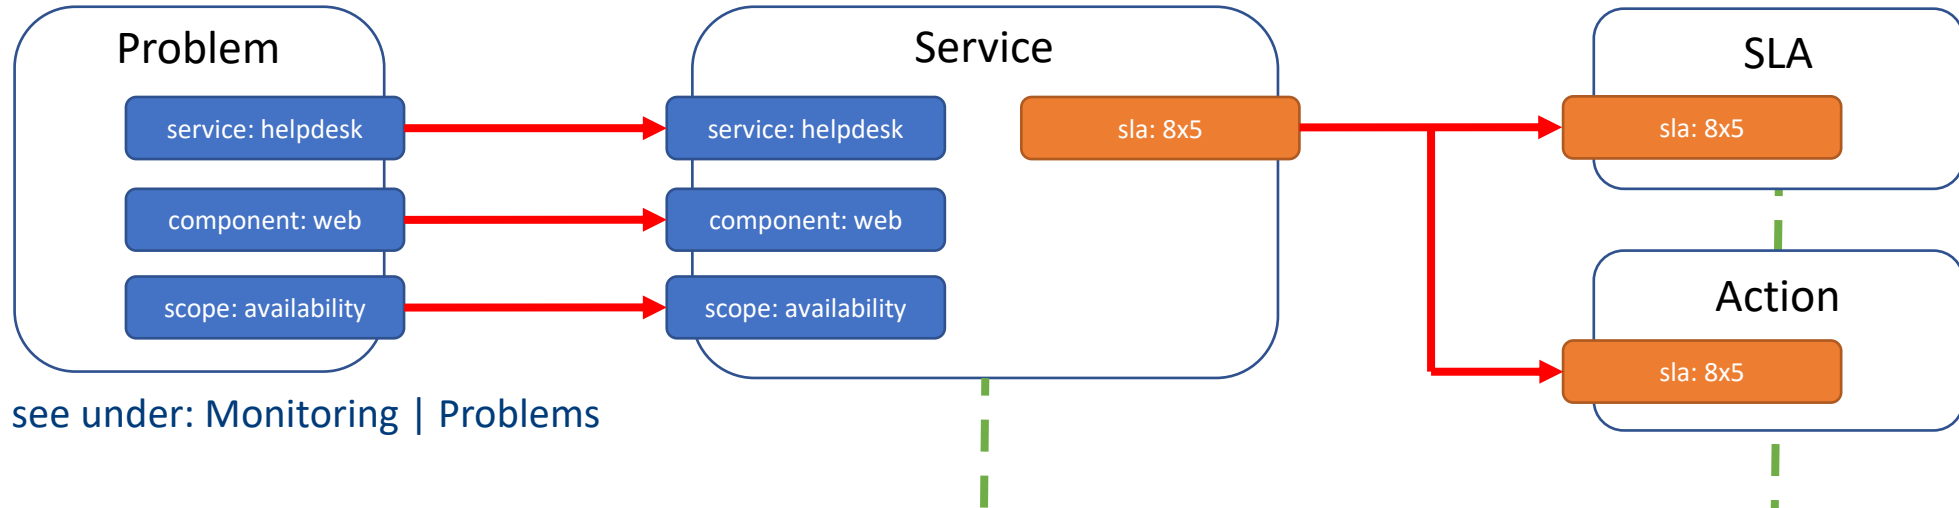 Problem
service: helpdesk
component: web
scope: availability
see under: Monitoring | Problems
Service
service: helpdesk
component: web
scope: availability
sla: 8x5
SLA
sla: 8x5
Action
sla: 8x5